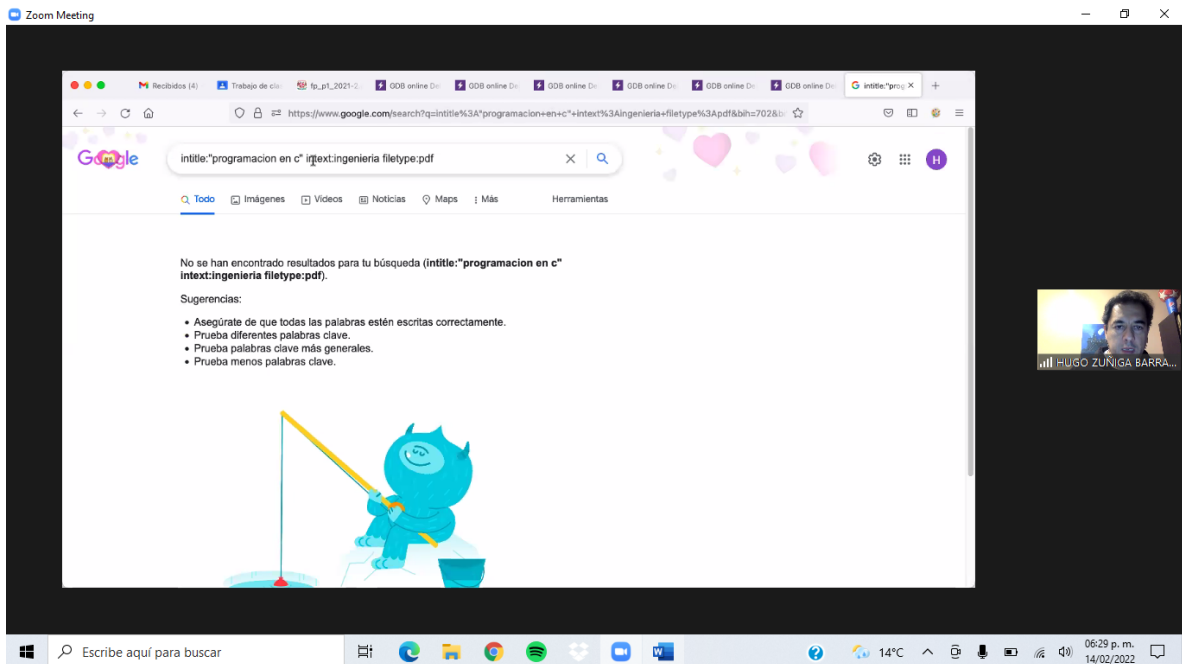 Zoom Meeting
Recibidos (4)
Trabajo de cla
fp_p1_2021-2.
GDB online De
GDB online De
GDB online De
GDB online De
GDB online De
GDB online De
intitle:"prog
https://www.google.com/search?q=intitle%3A"programacion+en+c"+intext%3Aingenieria+filetype%3Apdf&bih=702&bi
Google
intitle:"programacion en c" intext:ingenieria filetype:pdf
H
Todo
Imágenes
Vídeos
Noticias
Maps
Más
Herramientas
No se han encontrado resultados para tu búsqueda (intitle:"programacion en c"
intext:ingenieria filetype:pdf).
Sugerencias:
Asegúrate de que todas las palabras estén escritas correctamente.
Prueba diferentes palabras clave.
Prueba palabras clave más generales.
Prueba menos palabras clave.
HUGO ZUÑIGA BARRA...
Escribe aquí para buscar
14°C
06:29 p. m.
14/02/2022